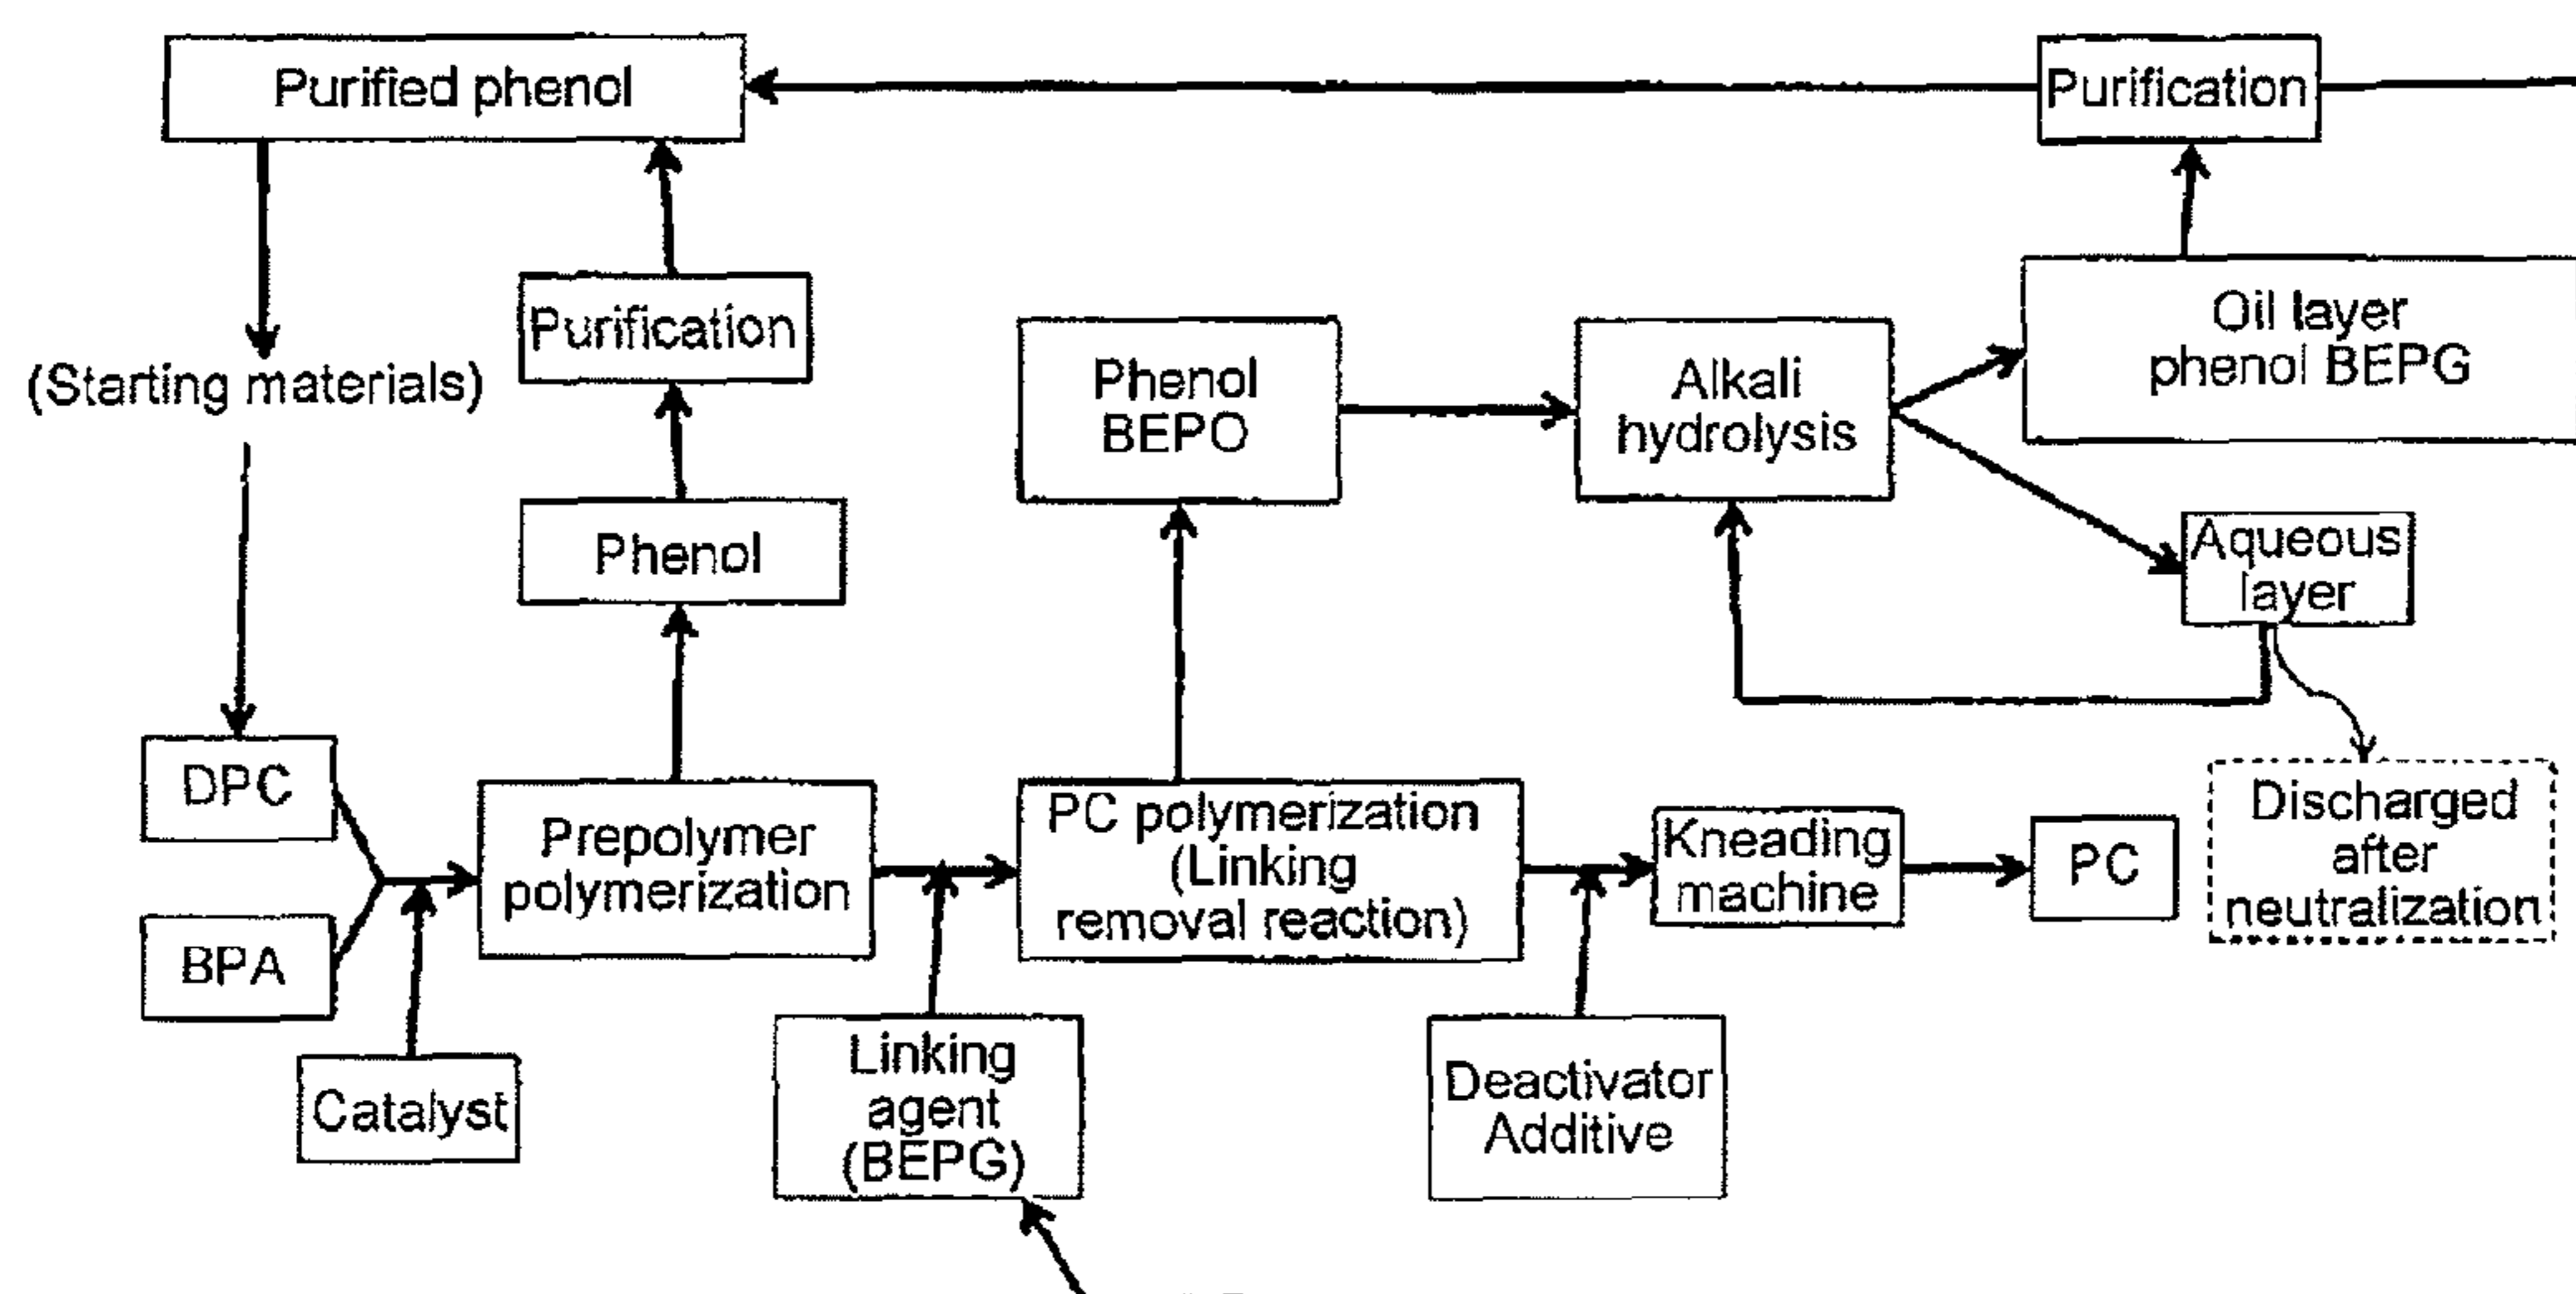 Purified phenol
Purification
Purification
Oil layer
phenol BEPG
(Starting materials)
Phenol
BEPO
Alkali
hydrolysis
Phenol
Aqueous
layer
DPC
Prepolymer
polymerization
PC polymerization
(Linking
removal reaction)
Kneading
machine
PC
Discharged
after
neutralization
BPA
Catalyst
Linking
agent
(BEPG)
Deactivator
Additive